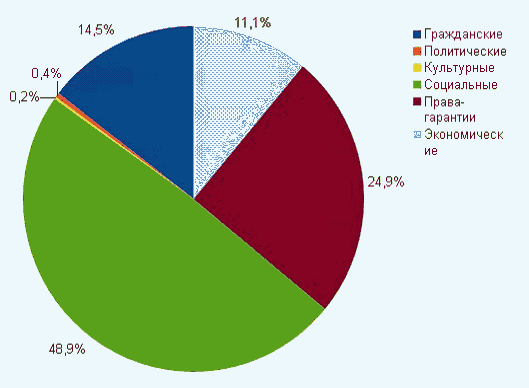 14,5%
11,1%
0,4%
0,2%
24,9%
48,9%
Гражданские
Политические
Культурные
Социальные
Права-
гарантии
Экономическ
ие